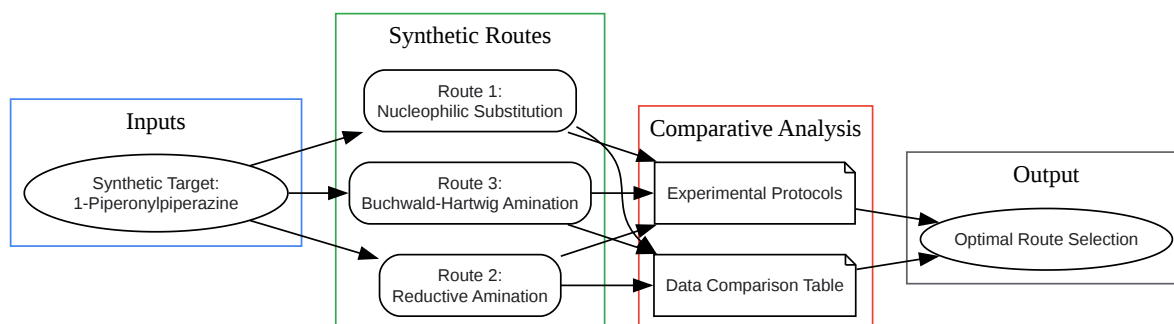 Inputs
Synthetic Target:
1-Piperonylpiperazine
Synthetic Routes
Route 1:
Nucleophilic Substitution
Route 3:
Buchwald-Hartwig Amination
Route 2:
Reductive Amination
Comparative Analysis
Experimental Protocols
Data Comparison Table
Output
Optimal Route Selection